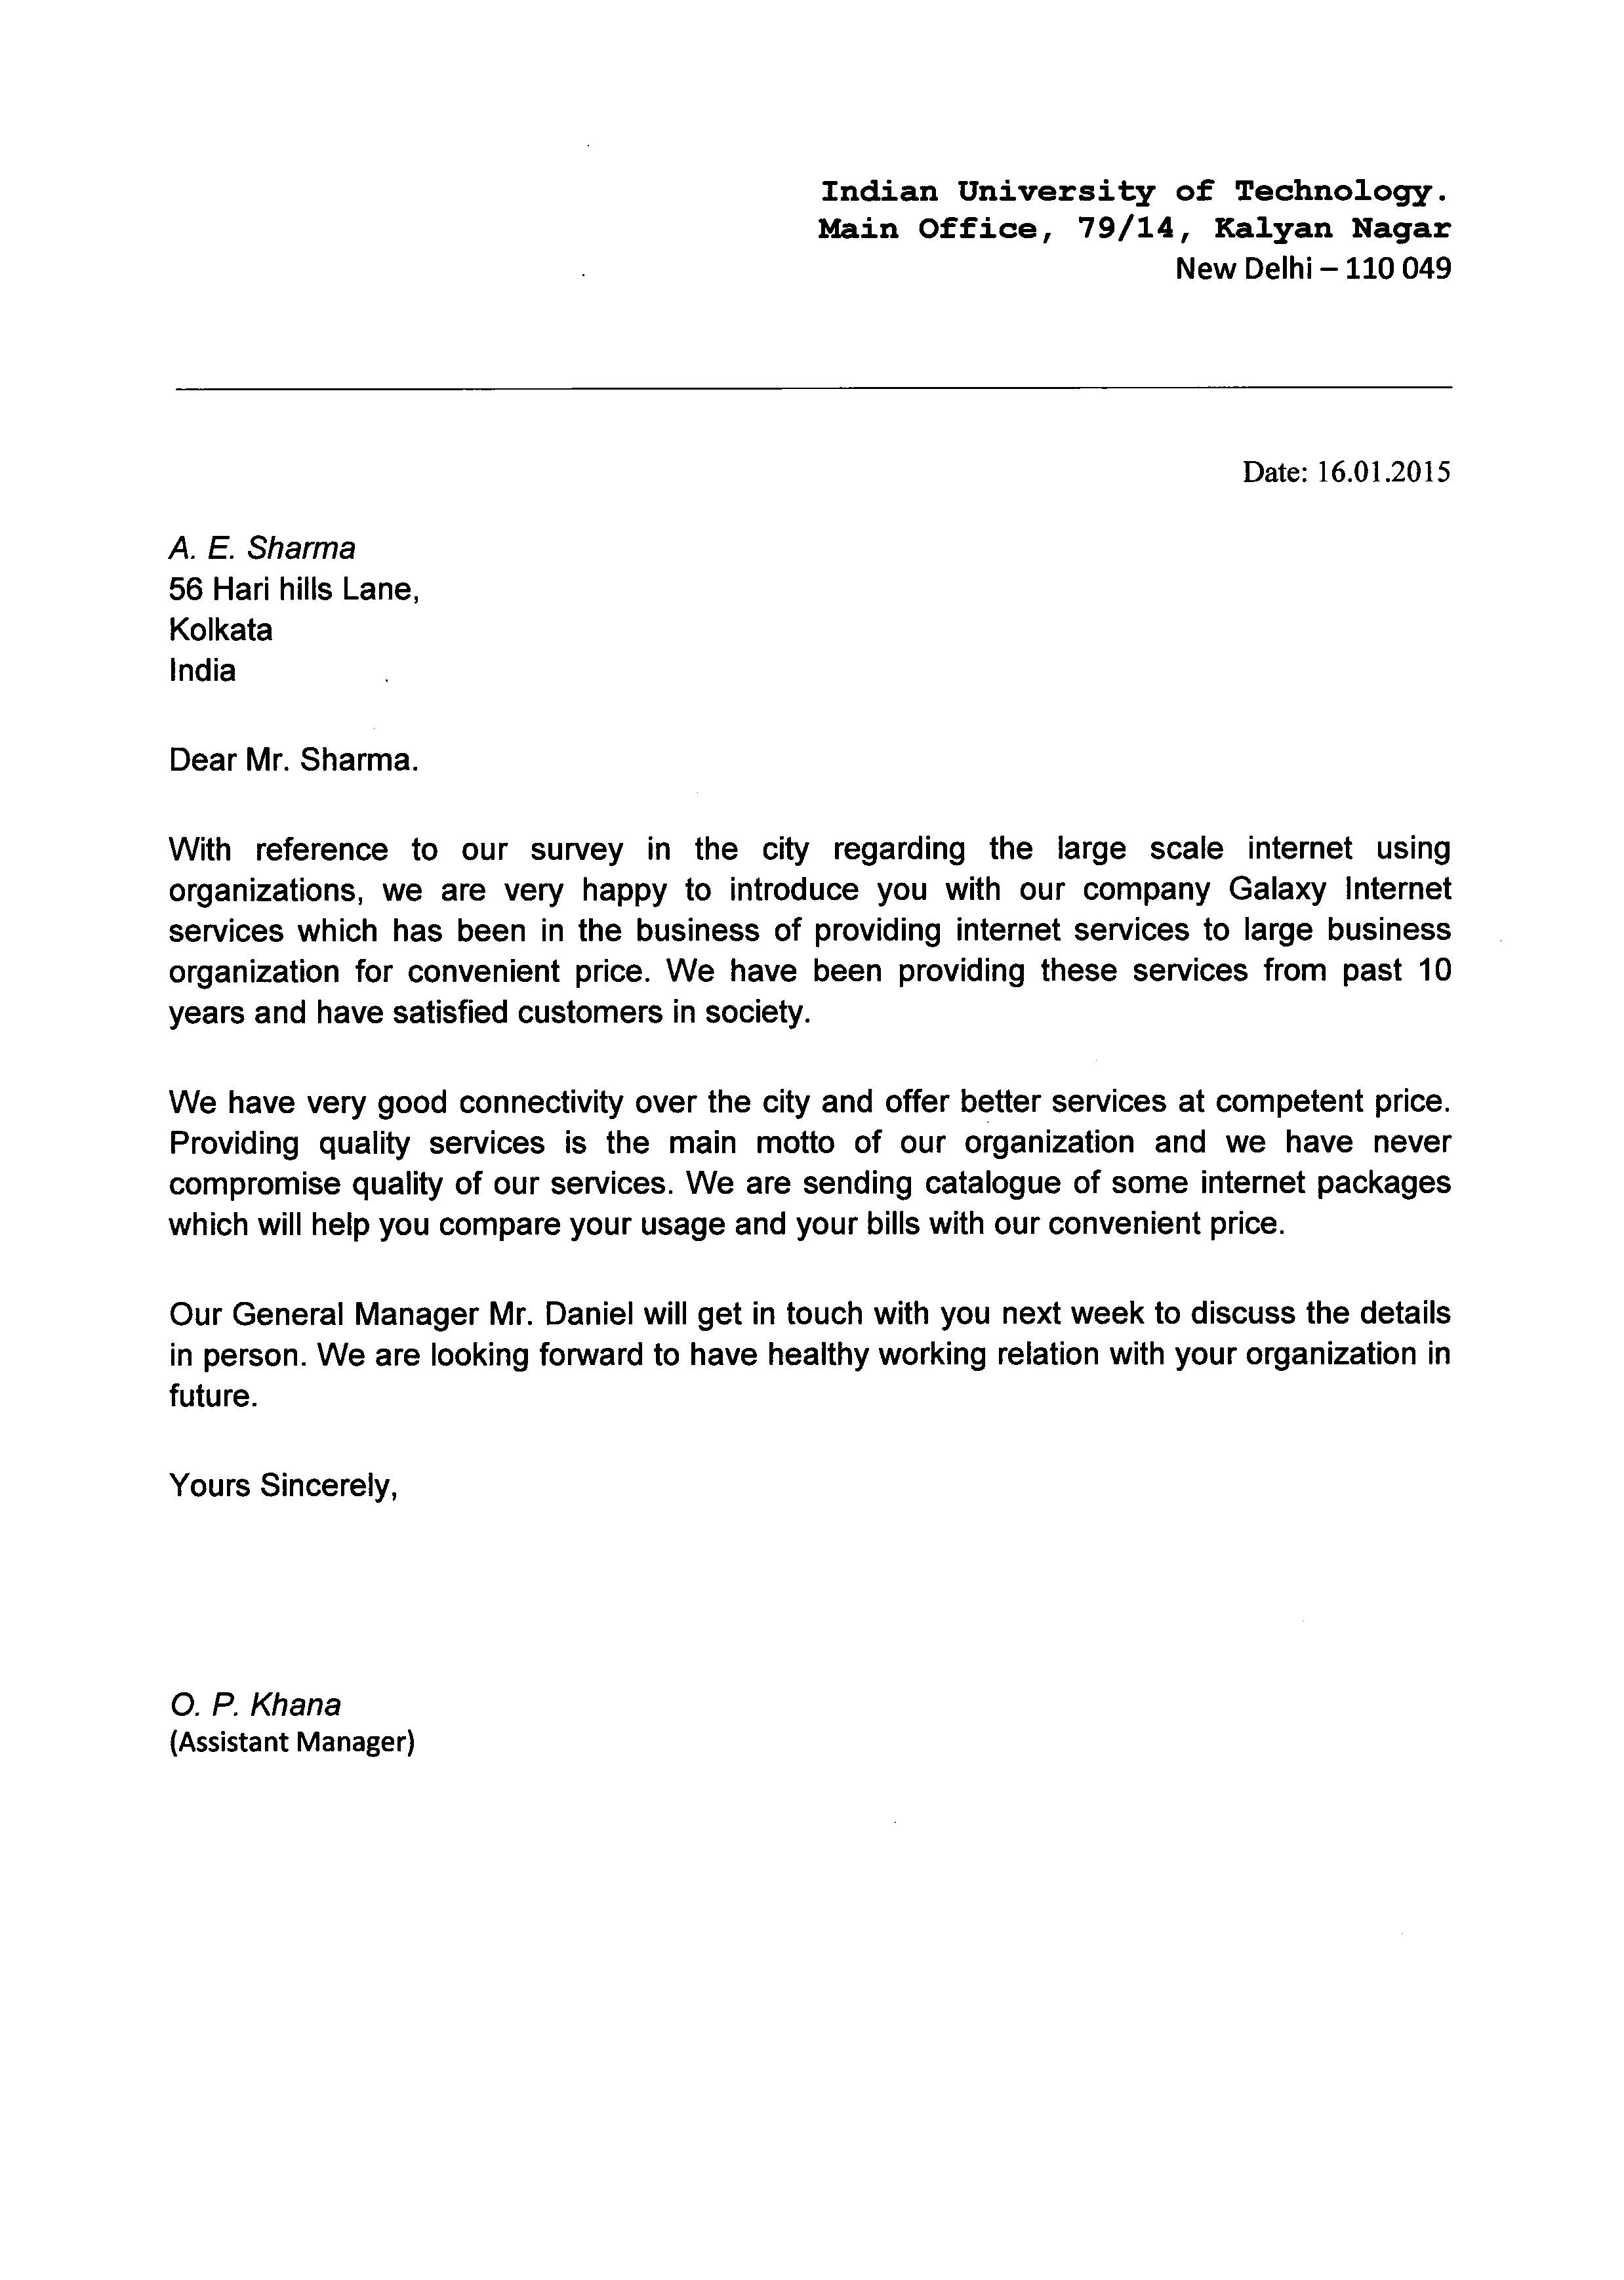 Indian University of Technology.
Main Office, 79/14, Kalyan Nagar
New Delhi – 110 049
Date: 16.01.2015
A. E. Sharma
56 Hari hills Lane,
Kolkata
India
Dear Mr. Sharma.
With reference to our survey in the city regarding the large scale internet using
organizations, we are very happy to introduce you with our company Galaxy Internet
services which has been in the business of providing internet services to large business
organization for convenient price. We have been providing these services from past 10
years and have satisfied customers in society.
We have very good connectivity over the city and offer better services at competent price.
Providing quality services is the main motto of our organization and we have never
compromise quality of our services. We are sending catalogue of some internet packages
which will help you compare your usage and your bills with our convenient price.
Our General Manager Mr. Daniel will get in touch with you next week to discuss the details
in person. We are looking forward to have healthy working relation with your organization in
future.
Yours Sincerely,
O. P. Khana
(Assistant Manager)